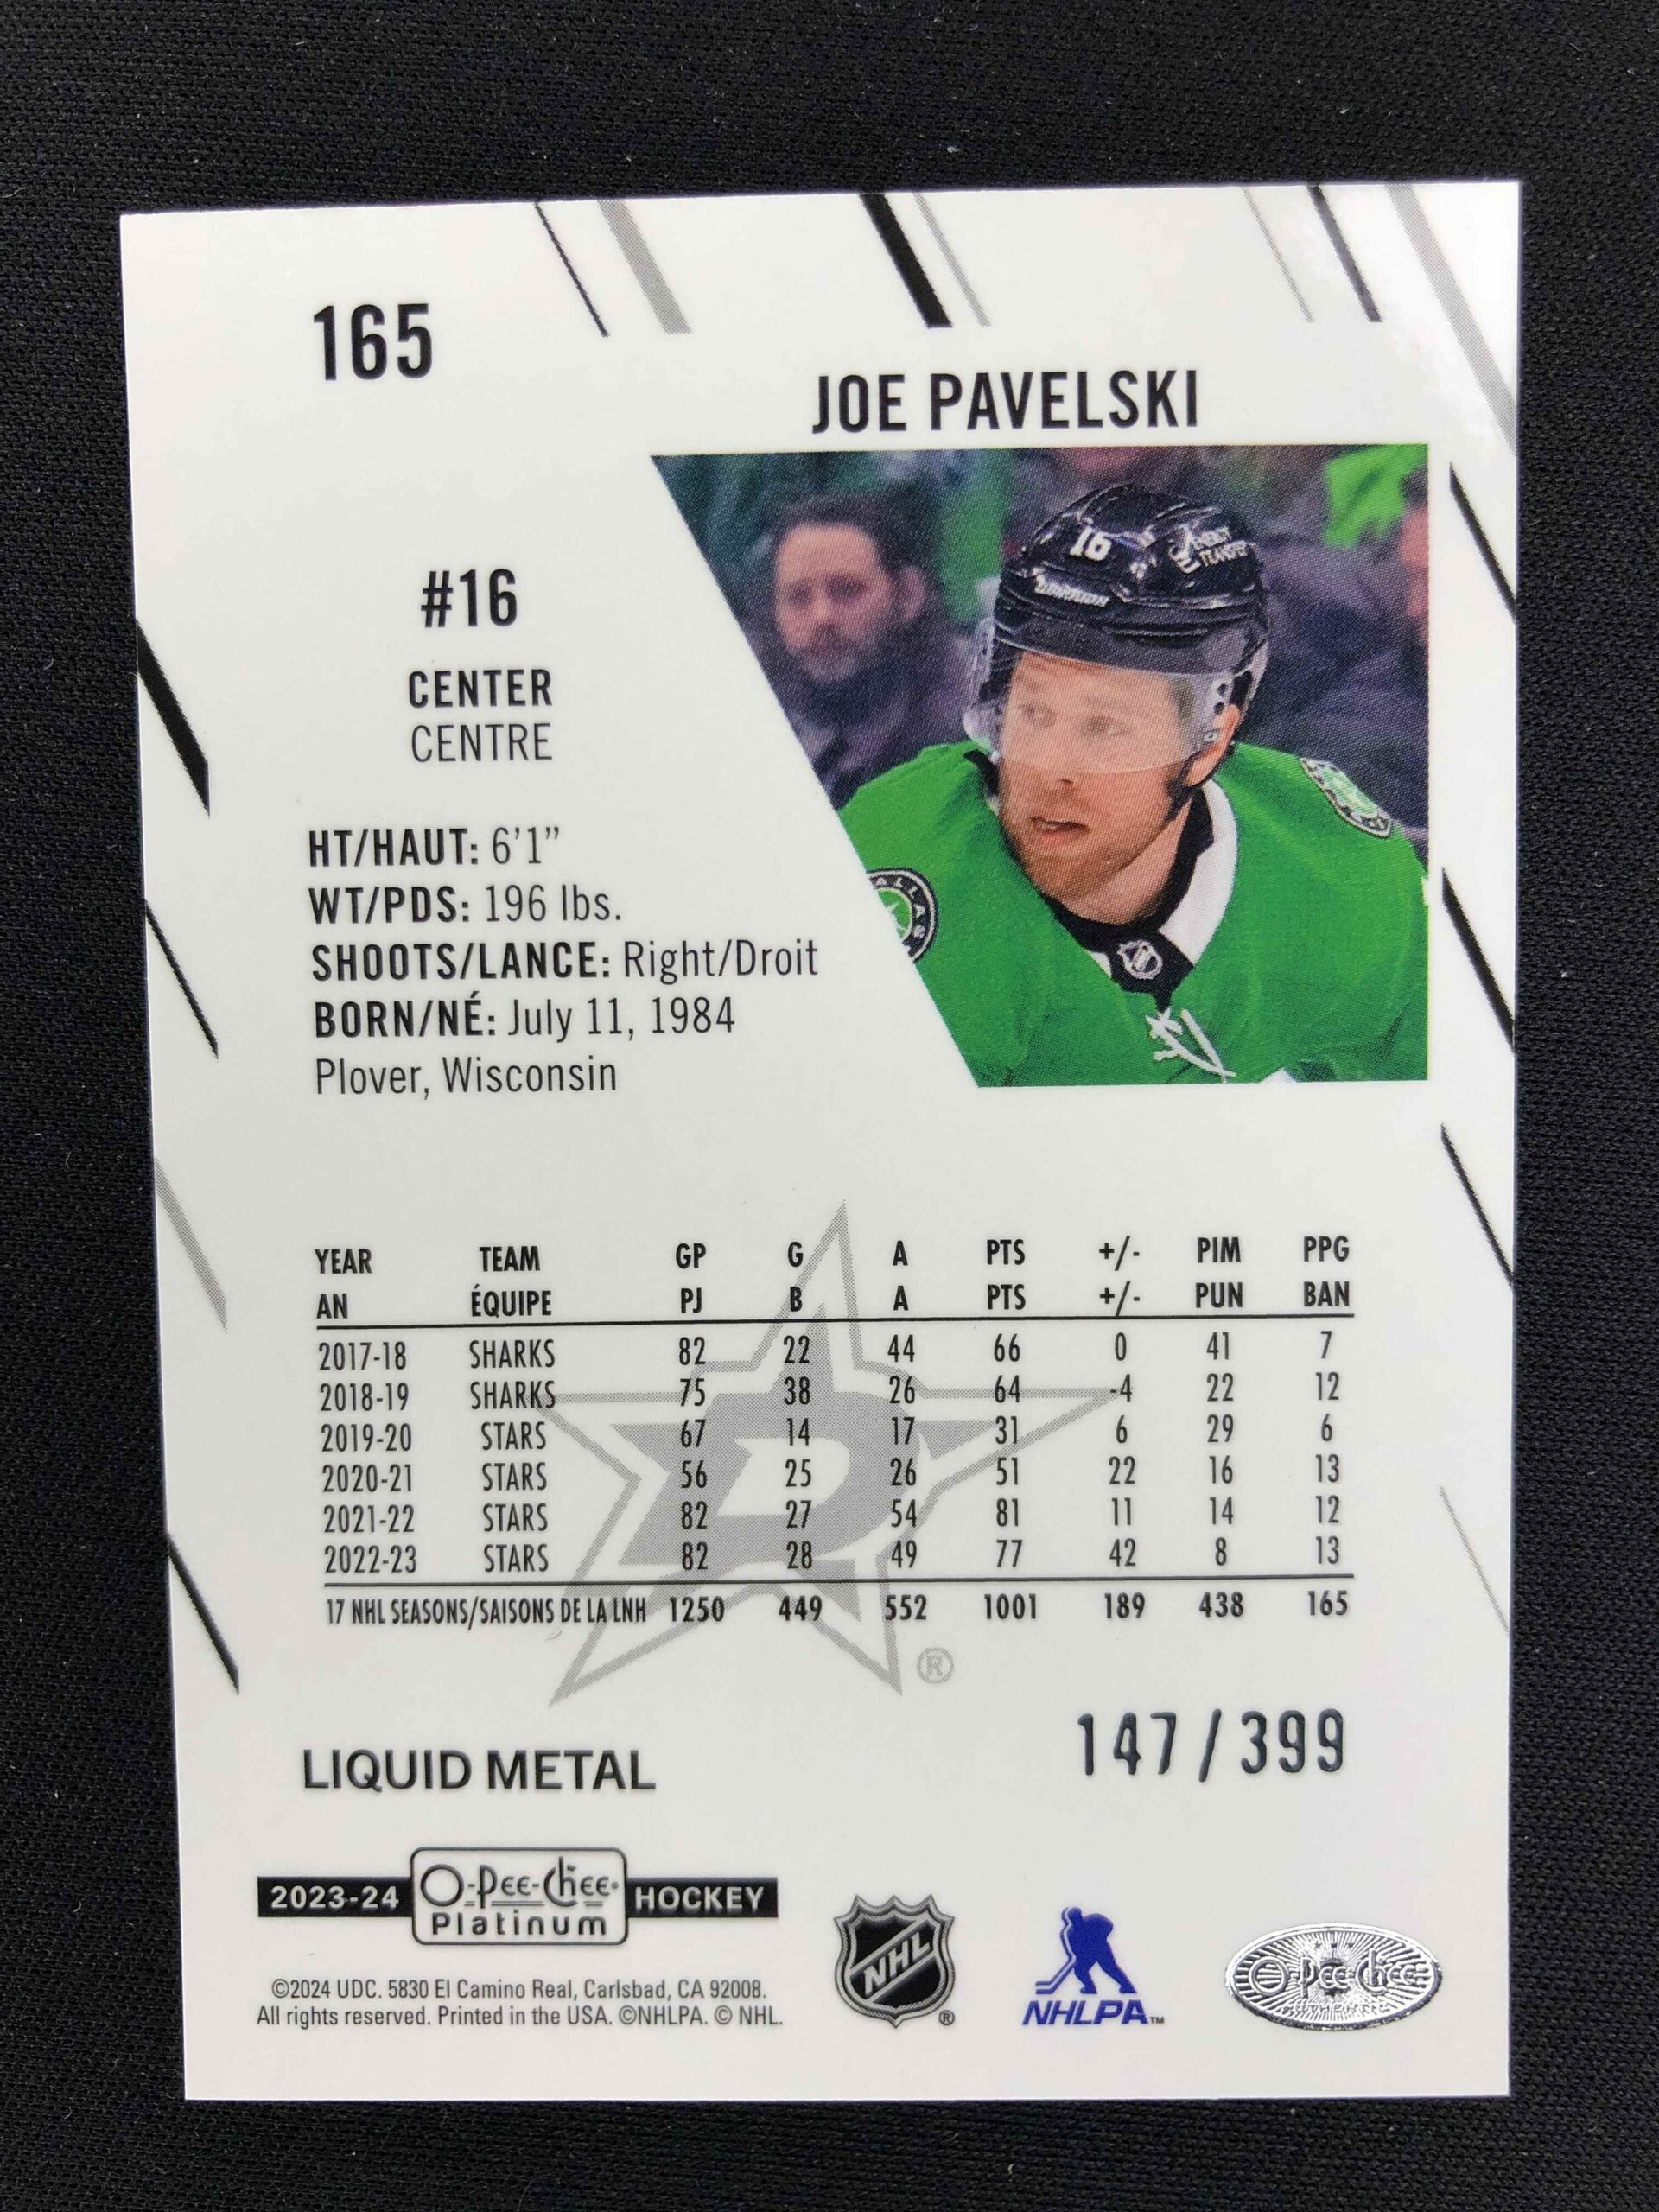 165
JOE PAVELSKI
16
ENERGY
TRANSFER
#16
CENTER
CENTRE
HT/HAUT: 6'1"
WT/PDS: 196 lbs.
SHOOTS/LANCE: Right/Droit
BORN/NÉ: July 11, 1984
Plover, Wisconsin
YEAR TEAM GP G A PTS +/- PIM PPG
AN ÉQUIPE PJ B A PTS +/- PUN BAN
2017-18 SHARKS 82 22 44 66 0 41 7
2018-19 SHARKS 75 38 26 64 -4 22 12
2019-20 STARS 67 14 17 31 6 29 6
2020-21 STARS 56 25 26 51 22 16 13
2021-22 STARS 82 27 54 81 11 14 12
2022-23 STARS 82 28 49 77 42 8 13
17 NHL SEASONS/SAISONS DE LA LNH 1250 449 552 1001 189 438 165
®
147/399
LIQUID METAL
2023-24 O-Pee-Chee HOCKEY
Platinum
NHL ®
NHLPA™
O-Pee-Chee
©2024 UDC. 5830 El Camino Real, Carlsbad, CA 92008.
All rights reserved. Printed in the USA. ©NHLPA. © NHL.